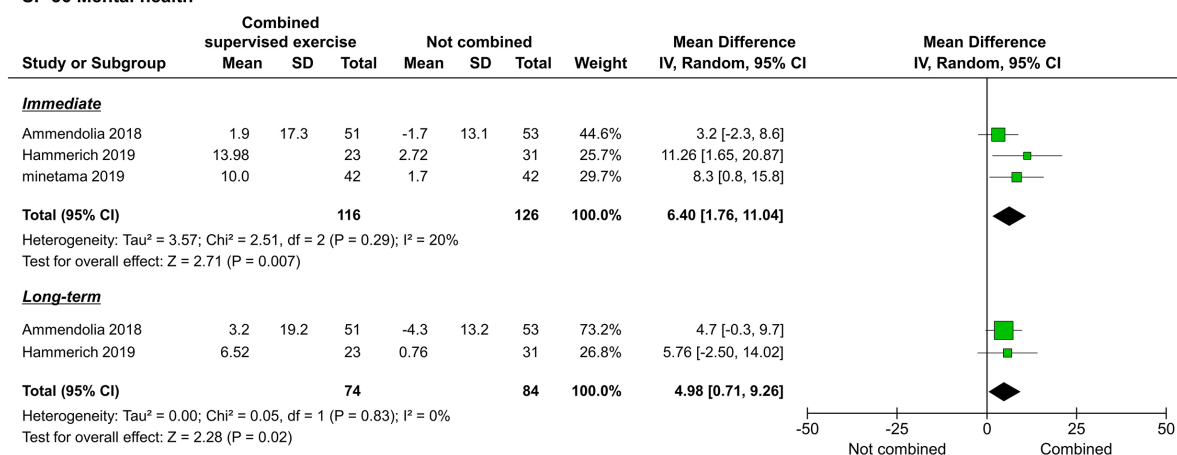 Combined
supervised exercise Not combined Mean Difference Mean Difference
Study or Subgroup Mean SD Total Mean SD Total Weight IV, Random, 95% CI IV, Random, 95% CI
Immediate
Ammendolia 2018 1.9 17.3 51 -1.7 13.1 53 44.6% 3.2 [-2.3, 8.6]
Hammerich 2019 13.98 23 2.72 31 25.7% 11.26 [1.65, 20.87]
minetama 2019 10.0 42 1.7 42 29.7% 8.3 [0.8, 15.8]
Total (95% CI) 116 126 100.0% 6.40 [1.76, 11.04]
Heterogeneity: Tau² = 3.57; Chi² = 2.51, df = 2 (P = 0.29); I² = 20%
Test for overall effect: Z = 2.71 (P = 0.007)
Long-term
Ammendolia 2018 3.2 19.2 51 -4.3 13.2 53 73.2% 4.7 [-0.3, 9.7]
Hammerich 2019 6.52 23 0.76 31 26.8% 5.76 [-2.50, 14.02]
Total (95% CI) 74 84 100.0% 4.98 [0.71, 9.26]
Heterogeneity: Tau² = 0.00; Chi² = 0.05, df = 1 (P = 0.83); I² = 0%
Test for overall effect: Z = 2.28 (P = 0.02)
-50 -25 0 25 50
Not combined Combined